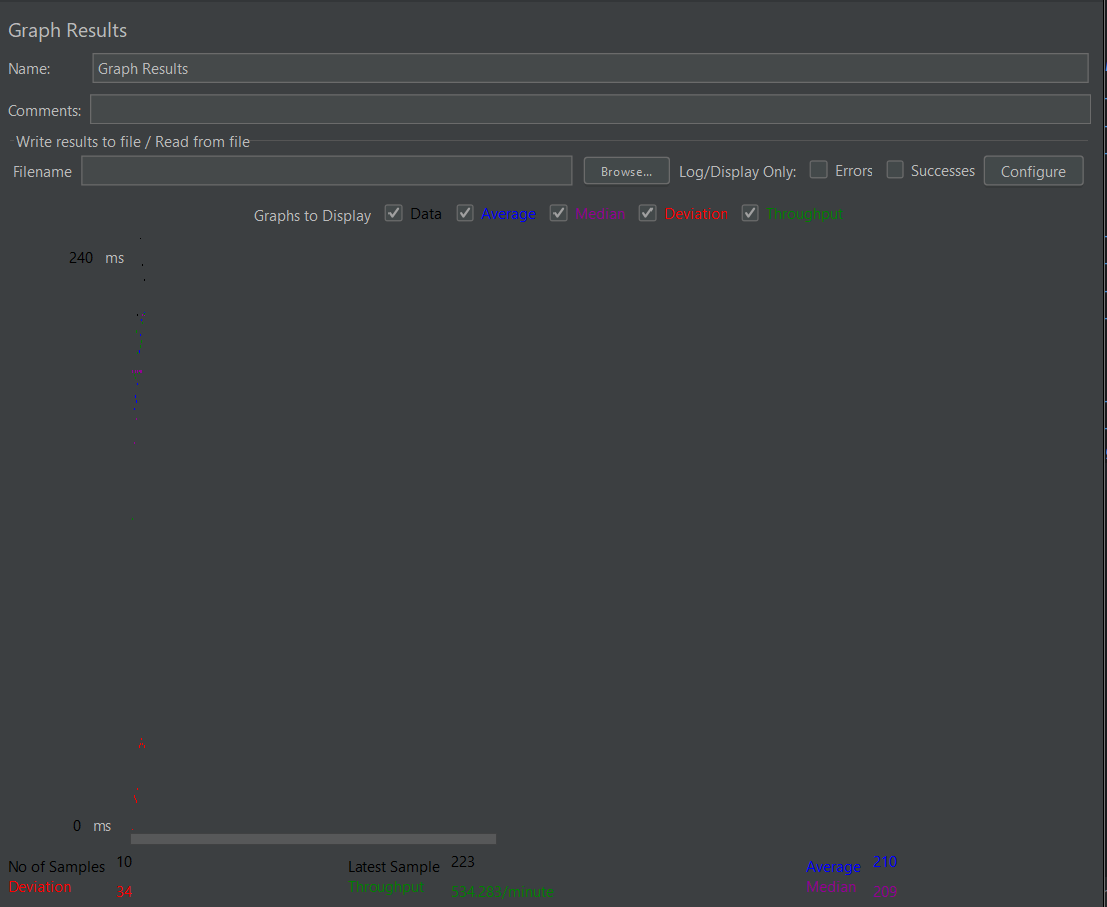 Graph Results
Name: Graph Results
Comments:
Write results to file / Read from file
Filename Browse... Log/Display Only: Errors Successes Configure
Graphs to Display Data Average Median Deviation Throughput
240 ms
0 ms
No of Samples 10 Latest Sample 223 Average 210
Deviation 34 Throughput 534.283/minute Median 209